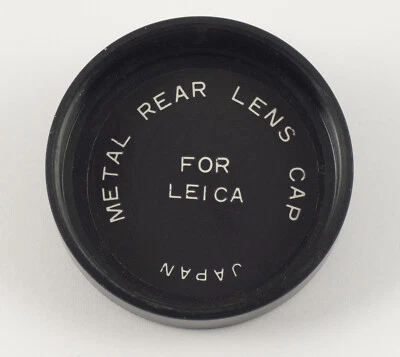 METAL REAR LENS CAP
FOR
LEICA
JAPAN